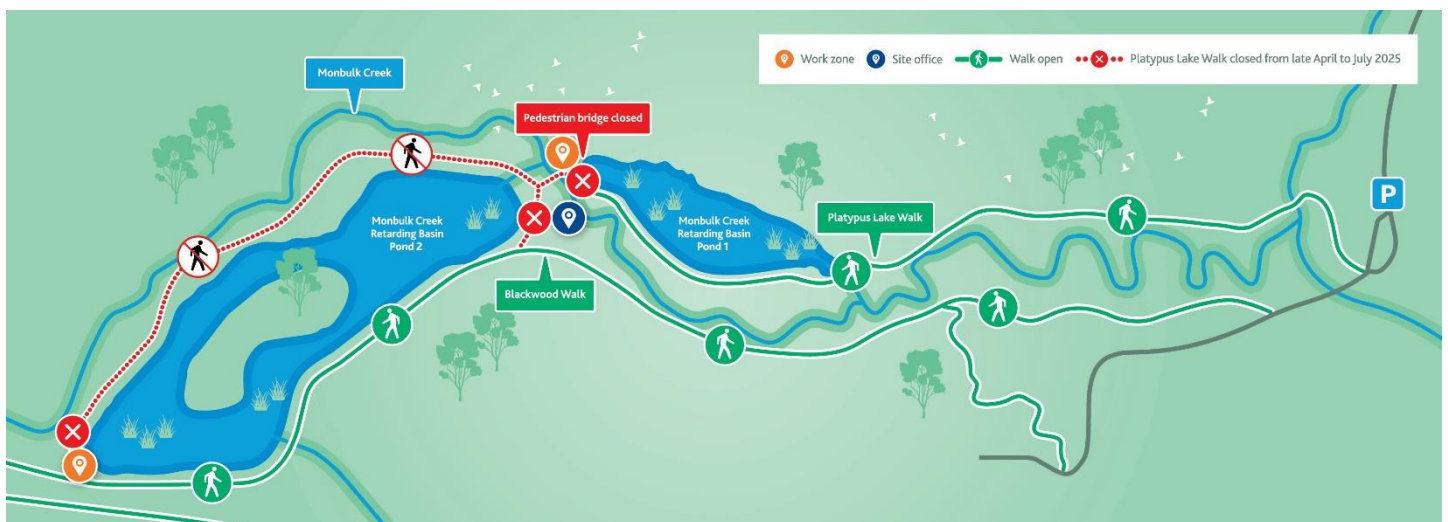 Work zone
Site office
Walk open
Platypus Lake Walk closed from late April to July 2025
Monbulk Creek
Pedestrian bridge closed
P
Monbulk Creek
Retarding Basin
Pond 2
Monbulk Creek
Retarding Basin
Pond 1
Platypus Lake Walk
Blackwood Walk